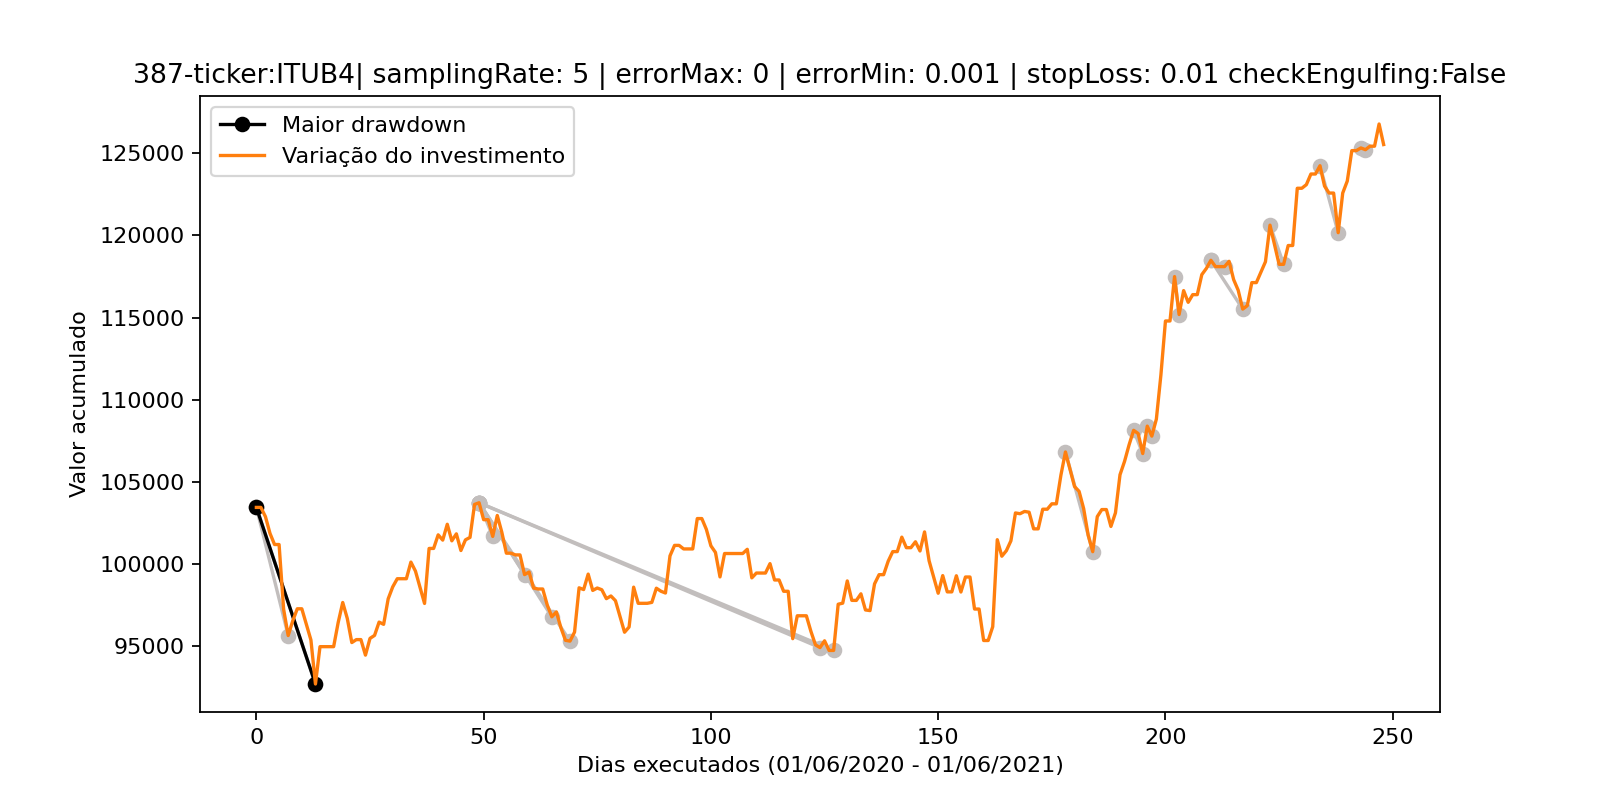 387-ticker:ITUB4| samplingRate: 5 | errorMax: 0 | errorMin: 0.001 | stopLoss: 0.01 checkEngulfing:False
Maior drawdown
Variação do investimento
Valor acumulado
125000
120000
115000
110000
105000
100000
95000
0 50 100 150 200 250
Dias executados (01/06/2020 - 01/06/2021)